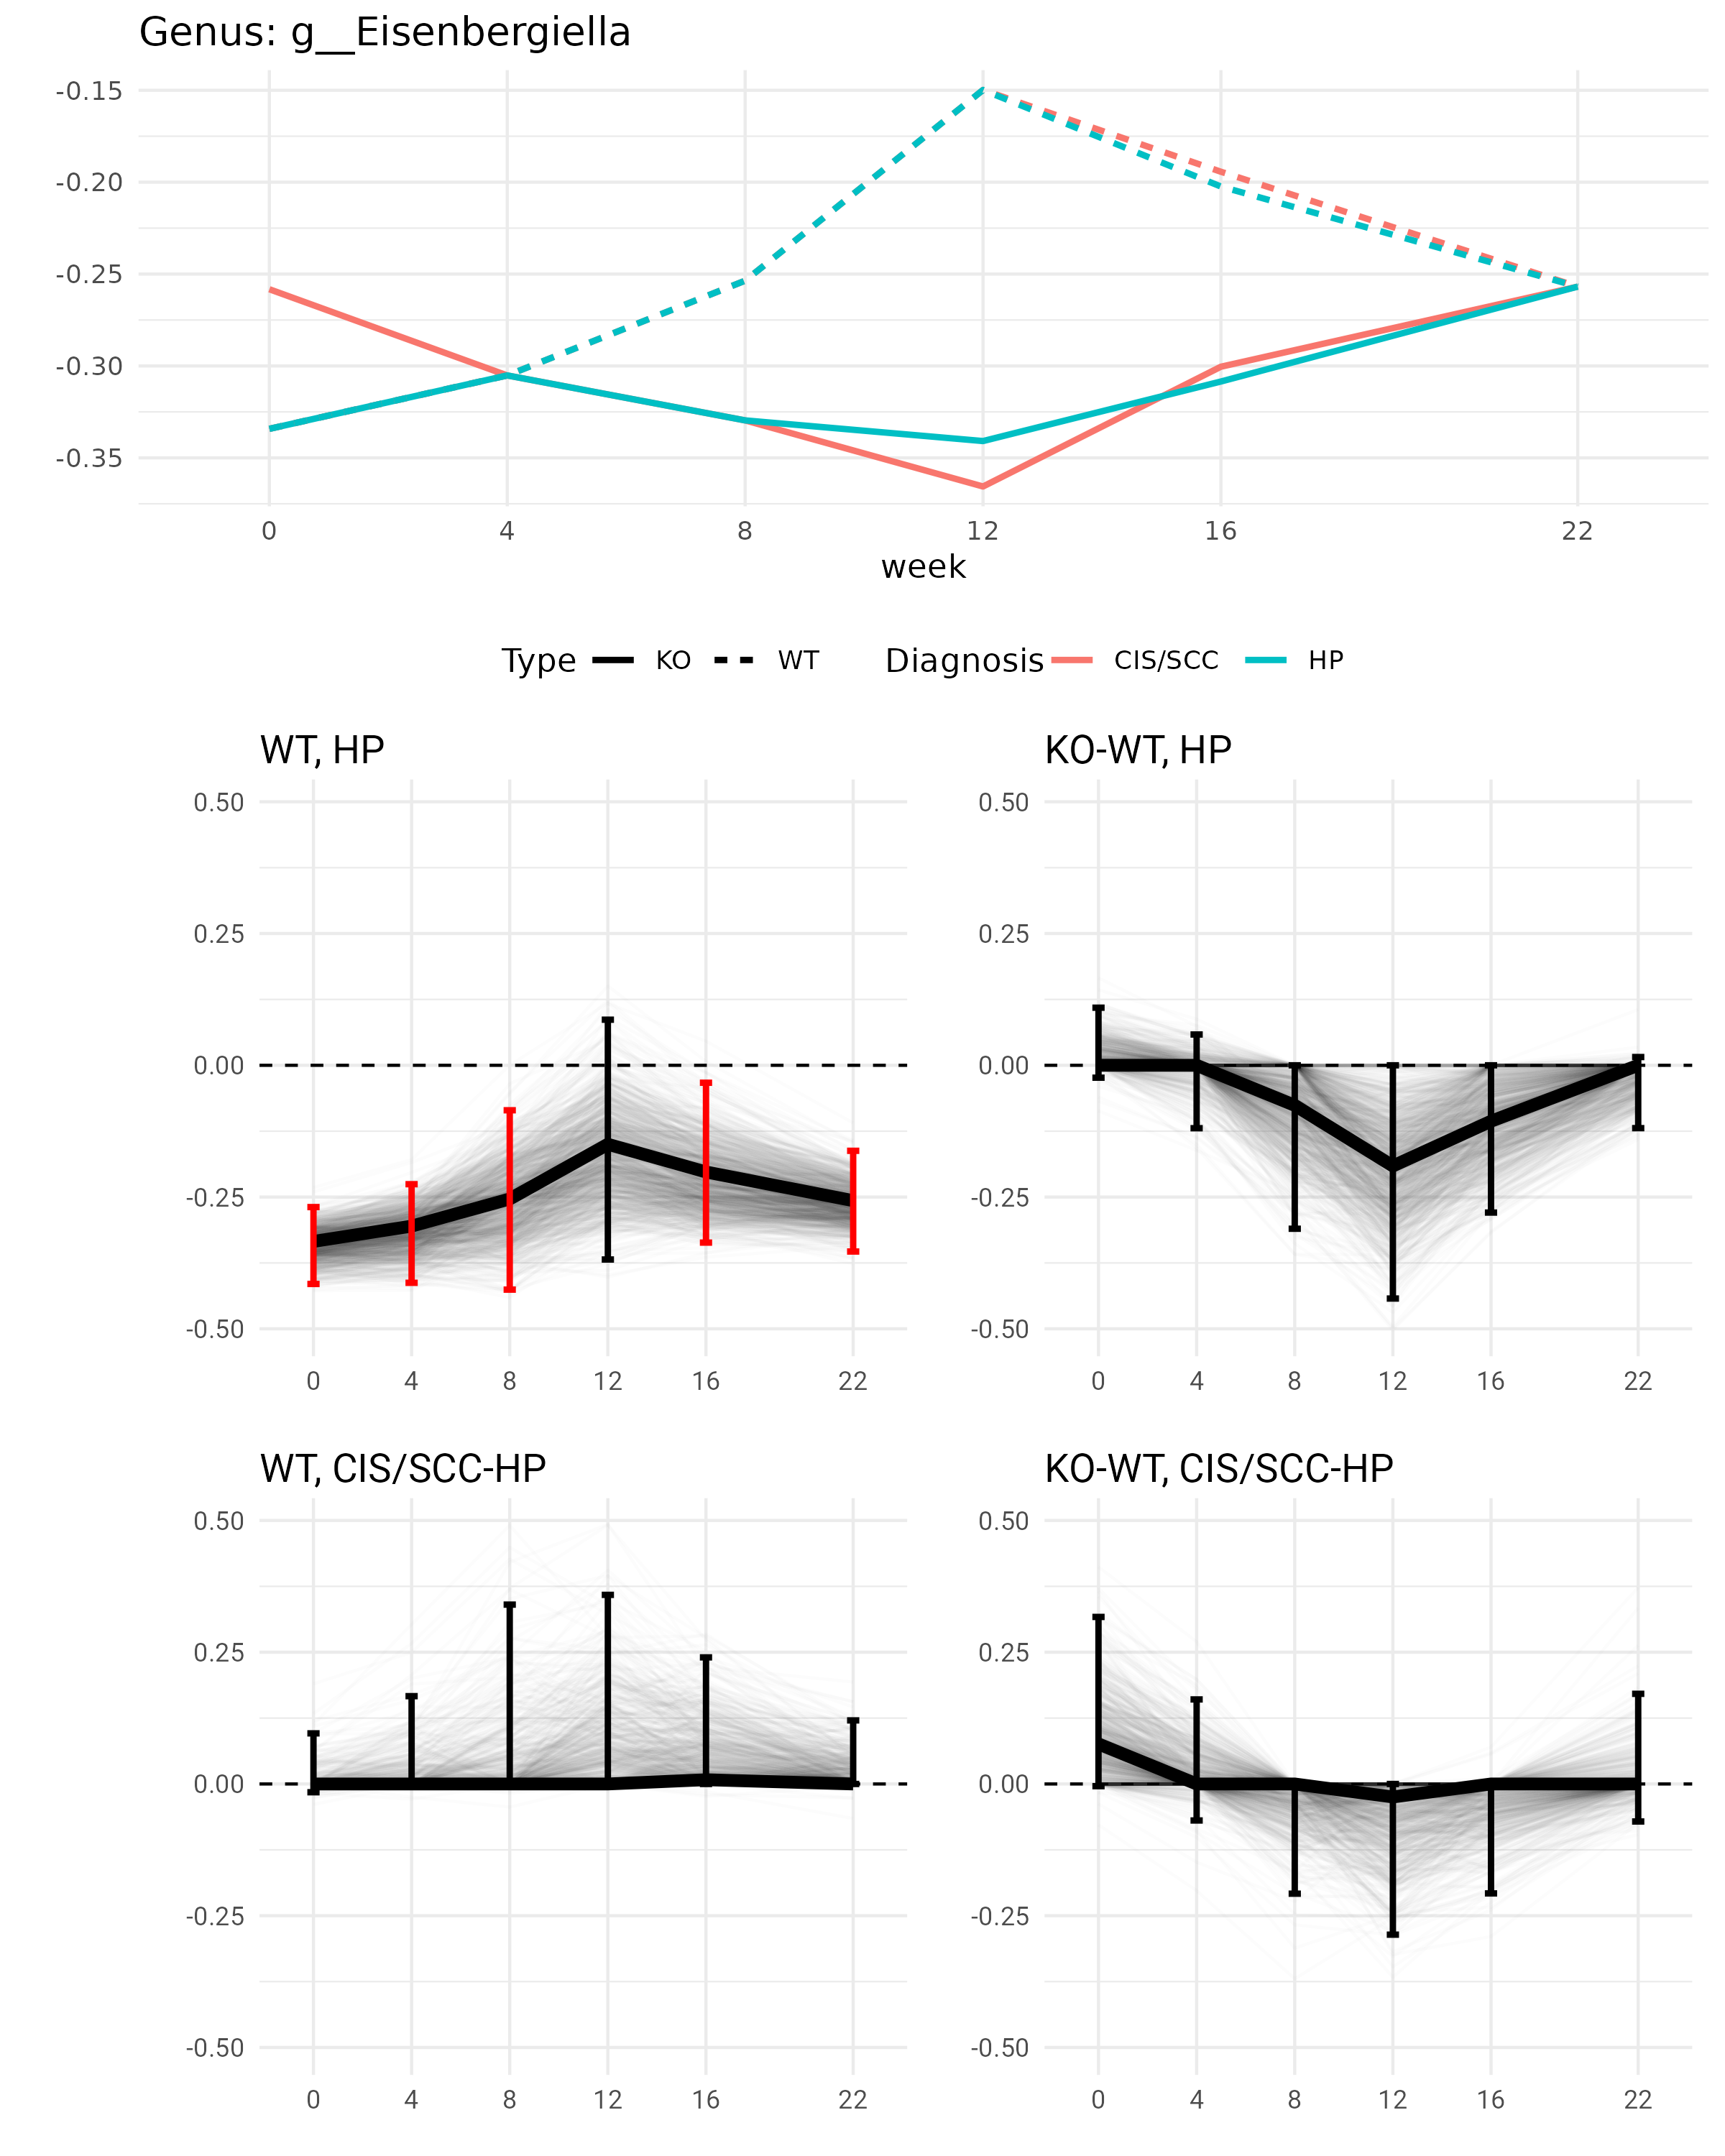 Genus: g__Eisenbergiella
-0.15
-0.20
-0.25
-0.30
-0.35
0 4 8 12 16 22
week
Type KO WT Diagnosis CIS/SCC HP
WT, HP
0.50
0.25
0.00
-0.25
-0.50
0 4 8 12 16 22
KO-WT, HP
0.50
0.25
0.00
-0.25
-0.50
0 4 8 12 16 22
WT, CIS/SCC-HP
0.50
0.25
0.00
-0.25
-0.50
0 4 8 12 16 22
KO-WT, CIS/SCC-HP
0.50
0.25
0.00
-0.25
-0.50
0 4 8 12 16 22